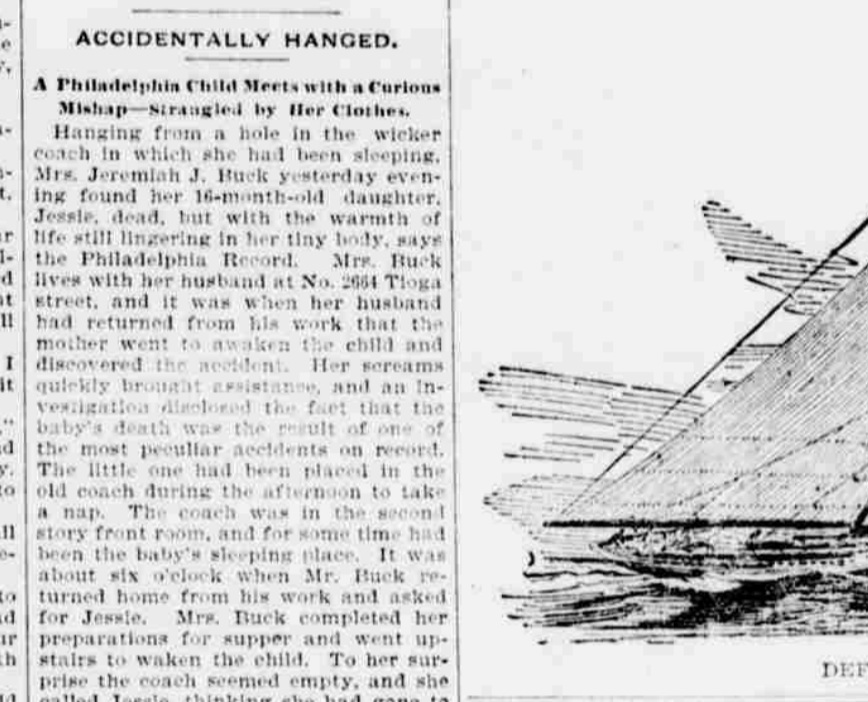 ACCIDENTALLY HANGED.
A Philadelphia Child Meets with a Curious
Mishap—Strangled by Her Clothes.
Hanging from a hole in the wicker
coach in which she had been sleeping,
Mrs. Jeremiah J. Buck yesterday even-
ing found her 16-month-old daughter,
Jessie, dead, but with the warmth of
life still lingering in her tiny body, says
the Philadelphia Record. Mrs. Buck
lives with her husband at No. 2664 Tioga
street, and it was when her husband
had returned from his work that the
mother went to awaken the child and
discovered the accident. Her screams
quickly brought assistance, and an in-
vestigation disclosed the fact that the
baby's death was the result of one of
the most peculiar accidents on record.
The little one had been placed in the
old coach during the afternoon to take
a nap. The coach was in the second
story front room, and for some time had
been the baby's sleeping place. It was
about six o'clock when Mr. Buck re-
turned home from his work and asked
for Jessie. Mrs. Buck completed her
preparations for supper and went up-
stairs to waken the child. To her sur-
prise the coach seemed empty, and she
called Jessie, thinking she had gone to
DEF